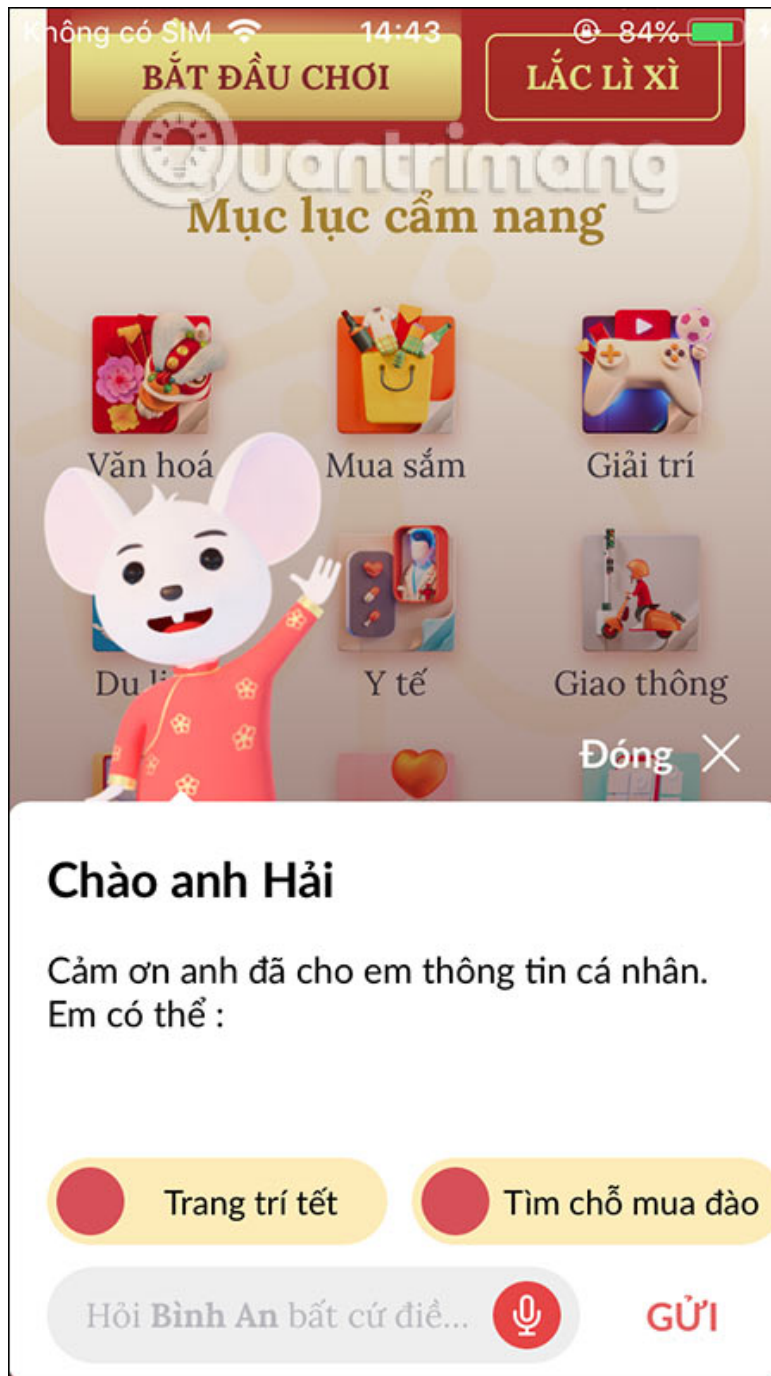 Không có SIM 14:43 84%
BẮT ĐẦU CHƠI LẮC LÌ XÌ
Quantrimang
Mục lục cẩm nang
Văn hoá Mua sắm Giải trí
Du Y tế Giao thông
Đóng
Chào anh Hải
Cảm ơn anh đã cho em thông tin cá nhân.
Em có thể :
Trang trí tết Tìm chỗ mua đào
Hỏi Bình An bất cứ điề... GỬI